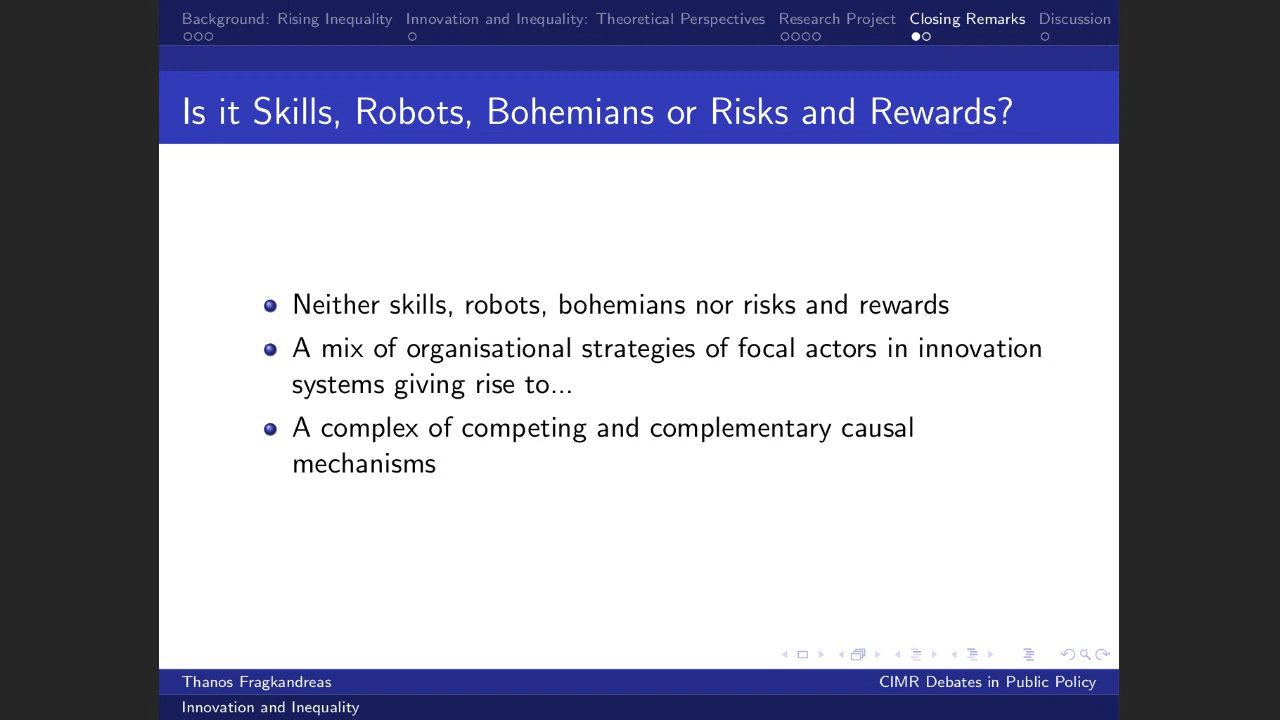 Background: Rising Inequality Innovation and Inequality: Theoretical Perspectives Research Project Closing Remarks Discussion
Is it Skills, Robots, Bohemians or Risks and Rewards?
Neither skills, robots, bohemians nor risks and rewards
A mix of organisational strategies of focal actors in innovation
systems giving rise to...
A complex of competing and complementary causal
mechanisms
Thanos Fragkandreas CIMR Debates in Public Policy
Innovation and Inequality